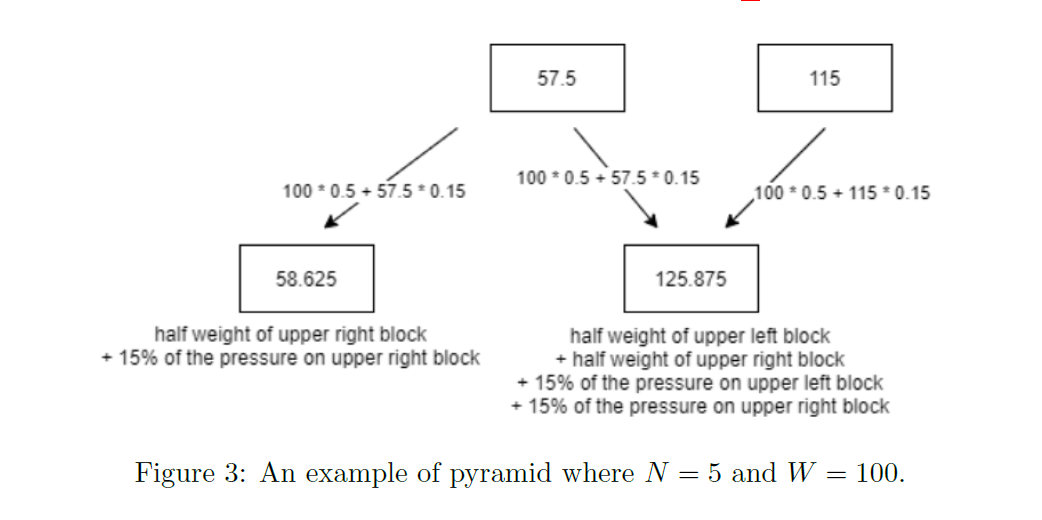 57.5
115
100 * 0.5 + 57.5 * 0.15
100 * 0.5 + 57.5 * 0.15
100 * 0.5 + 115 * 0.15
58.625
125.875
half weight of upper right block
+ 15% of the pressure on upper right block
half weight of upper left block
+ half weight of upper right block
+ 15% of the pressure on upper left block
+ 15% of the pressure on upper right block
Figure 3: An example of pyramid where N = 5 and W = 100.